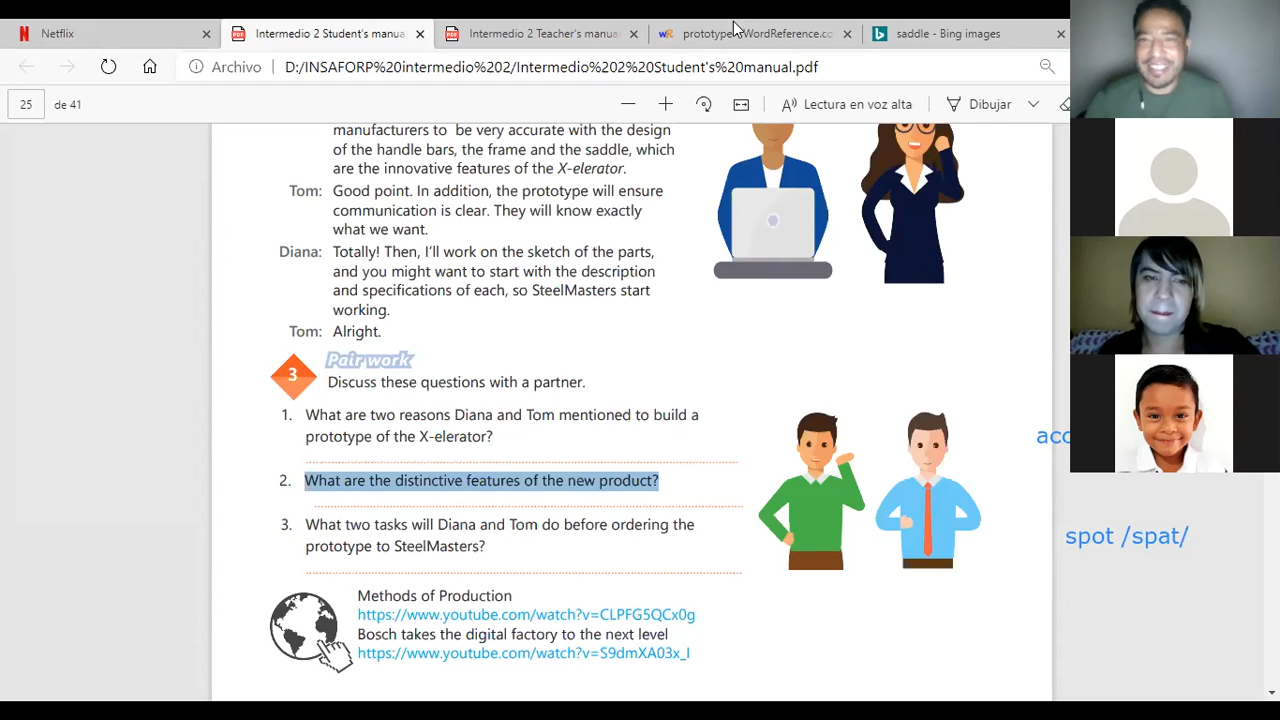 Netflix
Intermedio 2 Student's manua
Intermedio 2 Teacher's manual
prototype - WordReference.co
saddle - Bing images
Archivo
D:/INSAFORP%20intermedio%202/Intermedio%202%20Student's%20manual.pdf
25 de 41
Lectura en voz alta
Dibujar
manufacturers to be very accurate with the design
of the handle bars, the frame and the saddle, which
are the innovative features of the X-elerator.
Tom: Good point. In addition, the prototype will ensure
communication is clear. They will know exactly
what we want.
Diana: Totally! Then, I'll work on the sketch of the parts,
and you might want to start with the description
and specifications of each, so SteelMasters start
working.
Tom: Alright.
3 Pair work
Discuss these questions with a partner.
1. What are two reasons Diana and Tom mentioned to build a
prototype of the X-elerator?
2. What are the distinctive features of the new product?
3. What two tasks will Diana and Tom do before ordering the
prototype to SteelMasters?
acc
spot /spat/
Methods of Production
https://www.youtube.com/watch?v=CLPFG5QCx0g
Bosch takes the digital factory to the next level
https://www.youtube.com/watch?v=S9dmXA03x_I